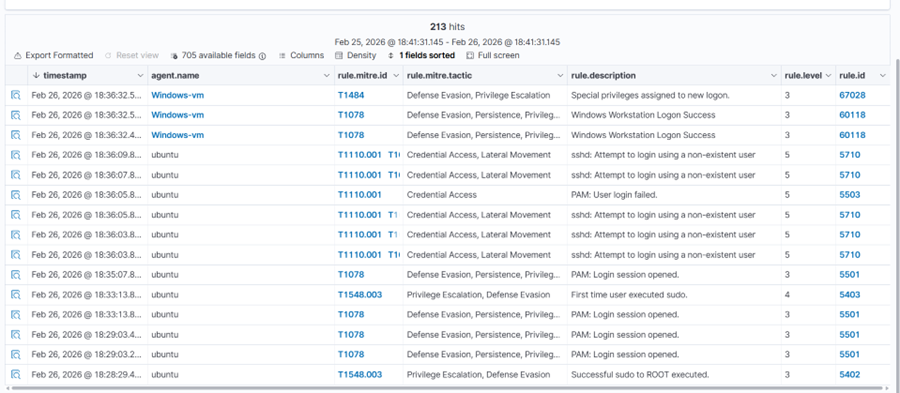 213 hits
Feb 25, 2026 @ 18:41:31.145 - Feb 26, 2026 @ 18:41:31.145
Export Formatted Reset view 705 available fields Columns Density 1 fields sorted Full screen
timestamp agent.name rule.mitre.id rule.mitre.tactic rule.description rule.level rule.id
Feb 26, 2026 @ 18:36:32.5... Windows-vm T1484 Defense Evasion, Privilege Escalation Special privileges assigned to new logon. 3 67028
Feb 26, 2026 @ 18:36:32.5... Windows-vm T1078 Defense Evasion, Persistence, Privileg... Windows Workstation Logon Success 3 60118
Feb 26, 2026 @ 18:36:32.4... Windows-vm T1078 Defense Evasion, Persistence, Privileg... Windows Workstation Logon Success 3 60118
Feb 26, 2026 @ 18:36:09.8... ubuntu T1110.001 T1 Credential Access, Lateral Movement sshd: Attempt to login using a non-existent user 5 5710
Feb 26, 2026 @ 18:36:07.8... ubuntu T1110.001 T1 Credential Access, Lateral Movement sshd: Attempt to login using a non-existent user 5 5710
Feb 26, 2026 @ 18:36:05.8... ubuntu T1110.001 Credential Access PAM: User login failed. 5 5503
Feb 26, 2026 @ 18:36:05.8... ubuntu T1110.001 T1 Credential Access, Lateral Movement sshd: Attempt to login using a non-existent user 5 5710
Feb 26, 2026 @ 18:36:03.8... ubuntu T1110.001 T1 Credential Access, Lateral Movement sshd: Attempt to login using a non-existent user 5 5710
Feb 26, 2026 @ 18:36:03.8... ubuntu T1110.001 T1 Credential Access, Lateral Movement sshd: Attempt to login using a non-existent user 5 5710
Feb 26, 2026 @ 18:35:07.8... ubuntu T1078 Defense Evasion, Persistence, Privileg... PAM: Login session opened. 3 5501
Feb 26, 2026 @ 18:33:13.8... ubuntu T1548.003 Privilege Escalation, Defense Evasion First time user executed sudo. 4 5403
Feb 26, 2026 @ 18:33:13.8... ubuntu T1078 Defense Evasion, Persistence, Privileg... PAM: Login session opened. 3 5501
Feb 26, 2026 @ 18:29:03.4... ubuntu T1078 Defense Evasion, Persistence, Privileg... PAM: Login session opened. 3 5501
Feb 26, 2026 @ 18:29:03.2... ubuntu T1078 Defense Evasion, Persistence, Privileg... PAM: Login session opened. 3 5501
Feb 26, 2026 @ 18:28:29.4... ubuntu T1548.003 Privilege Escalation, Defense Evasion Successful sudo to ROOT executed. 3 5402